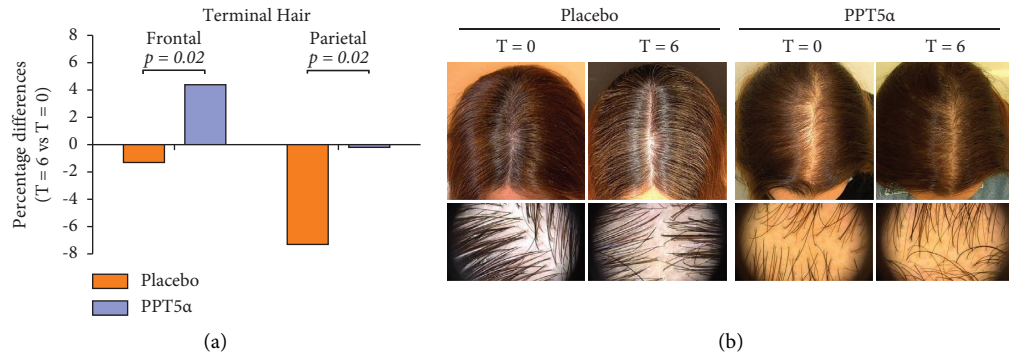 Terminal Hair
Frontal
p = 0.02
Parietal
p = 0.02
Percentage differences
(T = 6 vs T = 0)
8
6
4
2
0
-2
-4
-6
-8
Placebo
PPT5α
(a)
Placebo
PPT5α
T = 0
T = 6
T = 0
T = 6
(b)